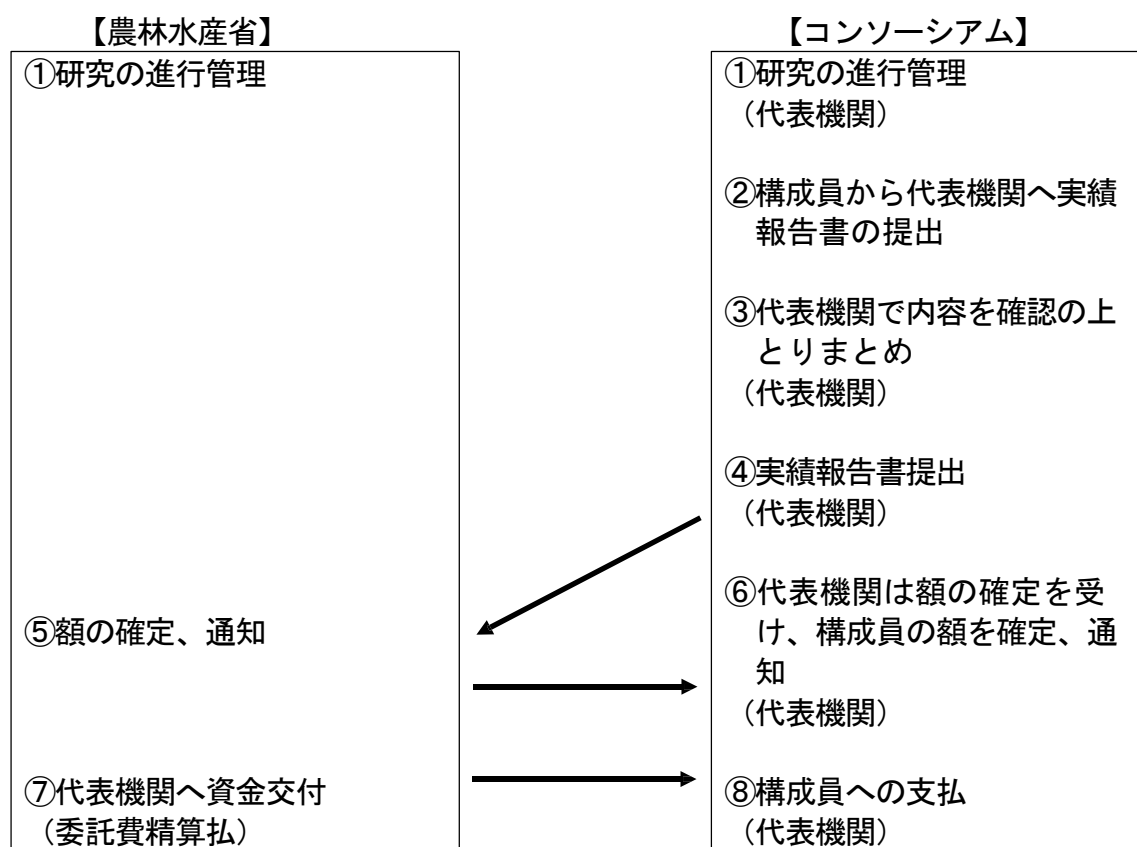 【農林水産省】
①研究の進行管理
⑤額の確定、通知
⑦代表機関へ資金交付
（委託費精算払）
【コンソーシアム】
①研究の進行管理
（代表機関）
②構成員から代表機関へ実績
報告書の提出
③代表機関で内容を確認の上
とりまとめ
（代表機関）
④実績報告書提出
（代表機関）
⑥代表機関は額の確定を受
け、構成員の額を確定、通
知
（代表機関）
⑧構成員への支払
（代表機関）